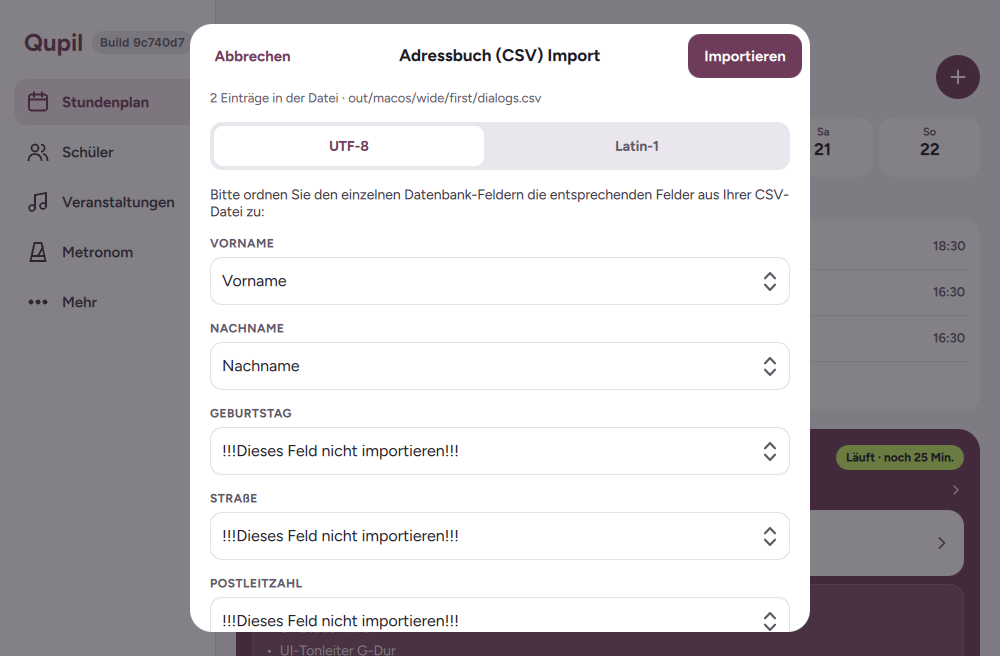 Qupil
Build 9c740d7
Stundenplan
Schüler
Veranstaltungen
Metronom
Mehr
Abbrechen
Adressbuch (CSV) Import
Importieren
2 Einträge in der Datei · out/macos/wide/first/dialogs.csv
UTF-8
Latin-1
Bitte ordnen Sie den einzelnen Datenbank-Feldern die entsprechenden Felder aus Ihrer CSV-
Datei zu:
VORNAME
Vorname
NACHNAME
Nachname
GEBURTSTAG
!!!Dieses Feld nicht importieren!!!
STRAßE
!!!Dieses Feld nicht importieren!!!
POSTLEITZAHL
!!!Dieses Feld nicht importieren!!!
Sa
21
So
22
18:30
16:30
16:30
Läuft · noch 25 Min.
• UI-Tonleiter G-Dur